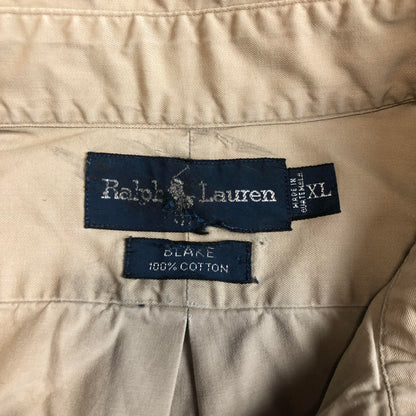 Ralph Lauren
MADE IN
GUATEMALA
XL
BLAKE
100% COTTON